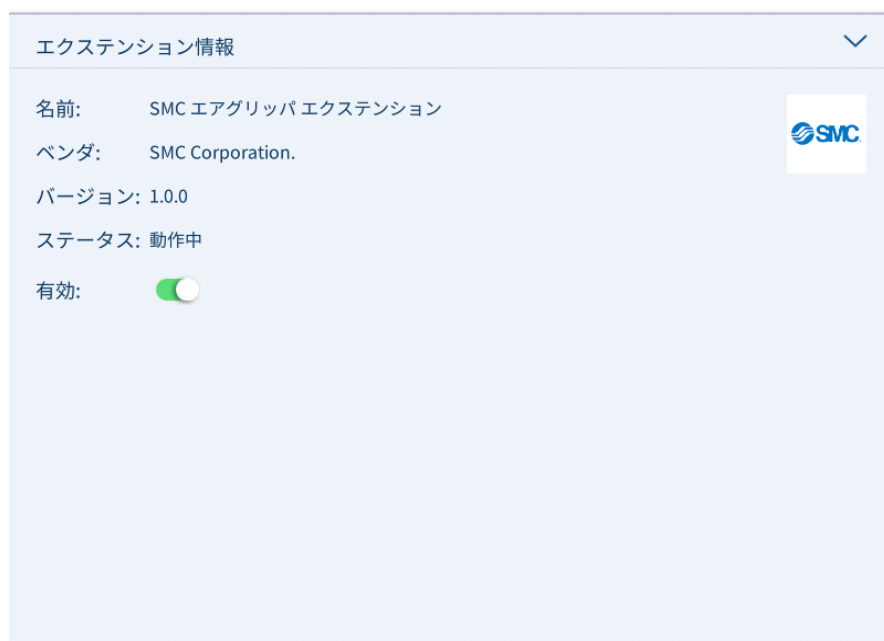 エクステンション情報
名前: SMC エアグリッパ エクステンション
SMC
ベンダ: SMC Corporation.
バージョン: 1.0.0
ステータス: 動作中
有効: